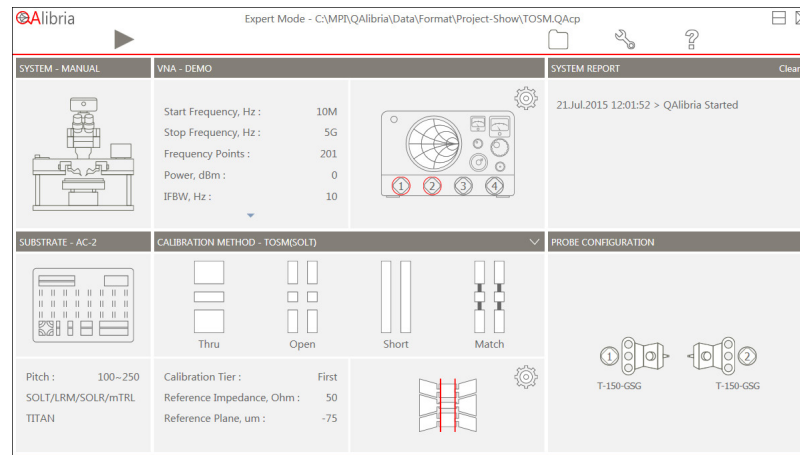 QAlibria
Expert Mode - C:\MPI\QAlibria\Data\Format\Project-Show\TOSM.QAcp
SYSTEM - MANUAL
VNA - DEMO
SYSTEM REPORT
Clear
Start Frequency, Hz : 10M
Stop Frequency, Hz : 5G
Frequency Points : 201
Power, dBm : 0
IFBW, Hz : 10
1 2 3 4
21.Jul.2015 12:01:52 > QAlibria Started
SUBSTRATE - AC-2
CALIBRATION METHOD - TOSM(SOLT)
PROBE CONFIGURATION
Thru Open Short Match
1 2
T-150-GSG T-150-GSG
Pitch : 100~250
SOLT/LRM/SOLR/mTRL
TITAN
Calibration Tier : First
Reference Impedance, Ohm : 50
Reference Plane, um : -75